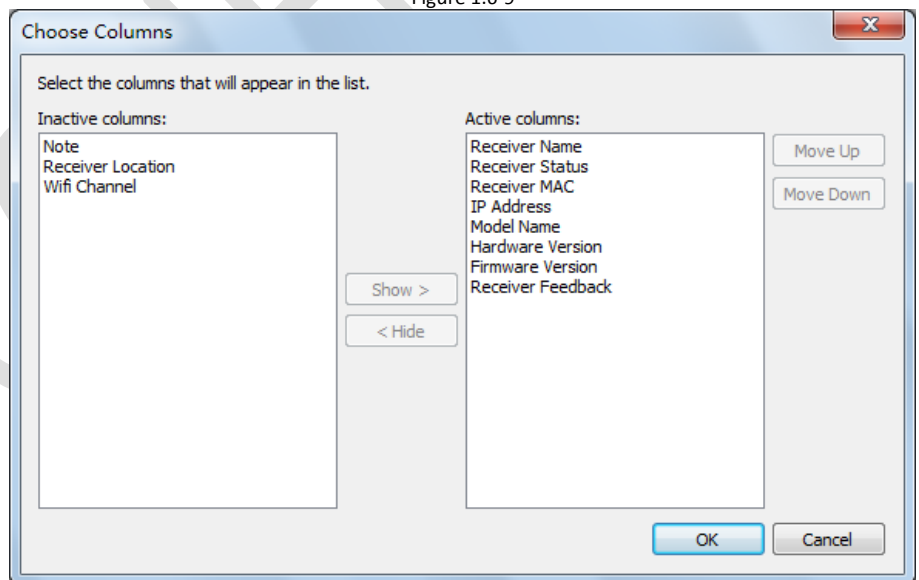 Choose Columns
Select the columns that will appear in the list.
Inactive columns:
Note
Receiver Location
Wifi Channel
Show >
< Hide
Active columns:
Receiver Name
Receiver Status
Receiver MAC
IP Address
Model Name
Hardware Version
Firmware Version
Receiver Feedback
Move Up
Move Down
OK
Cancel